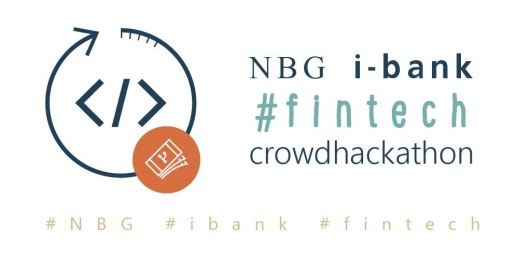 </>
NBG i-bank
#fintech
crowdhackathon
#NBG #ibank #fintech